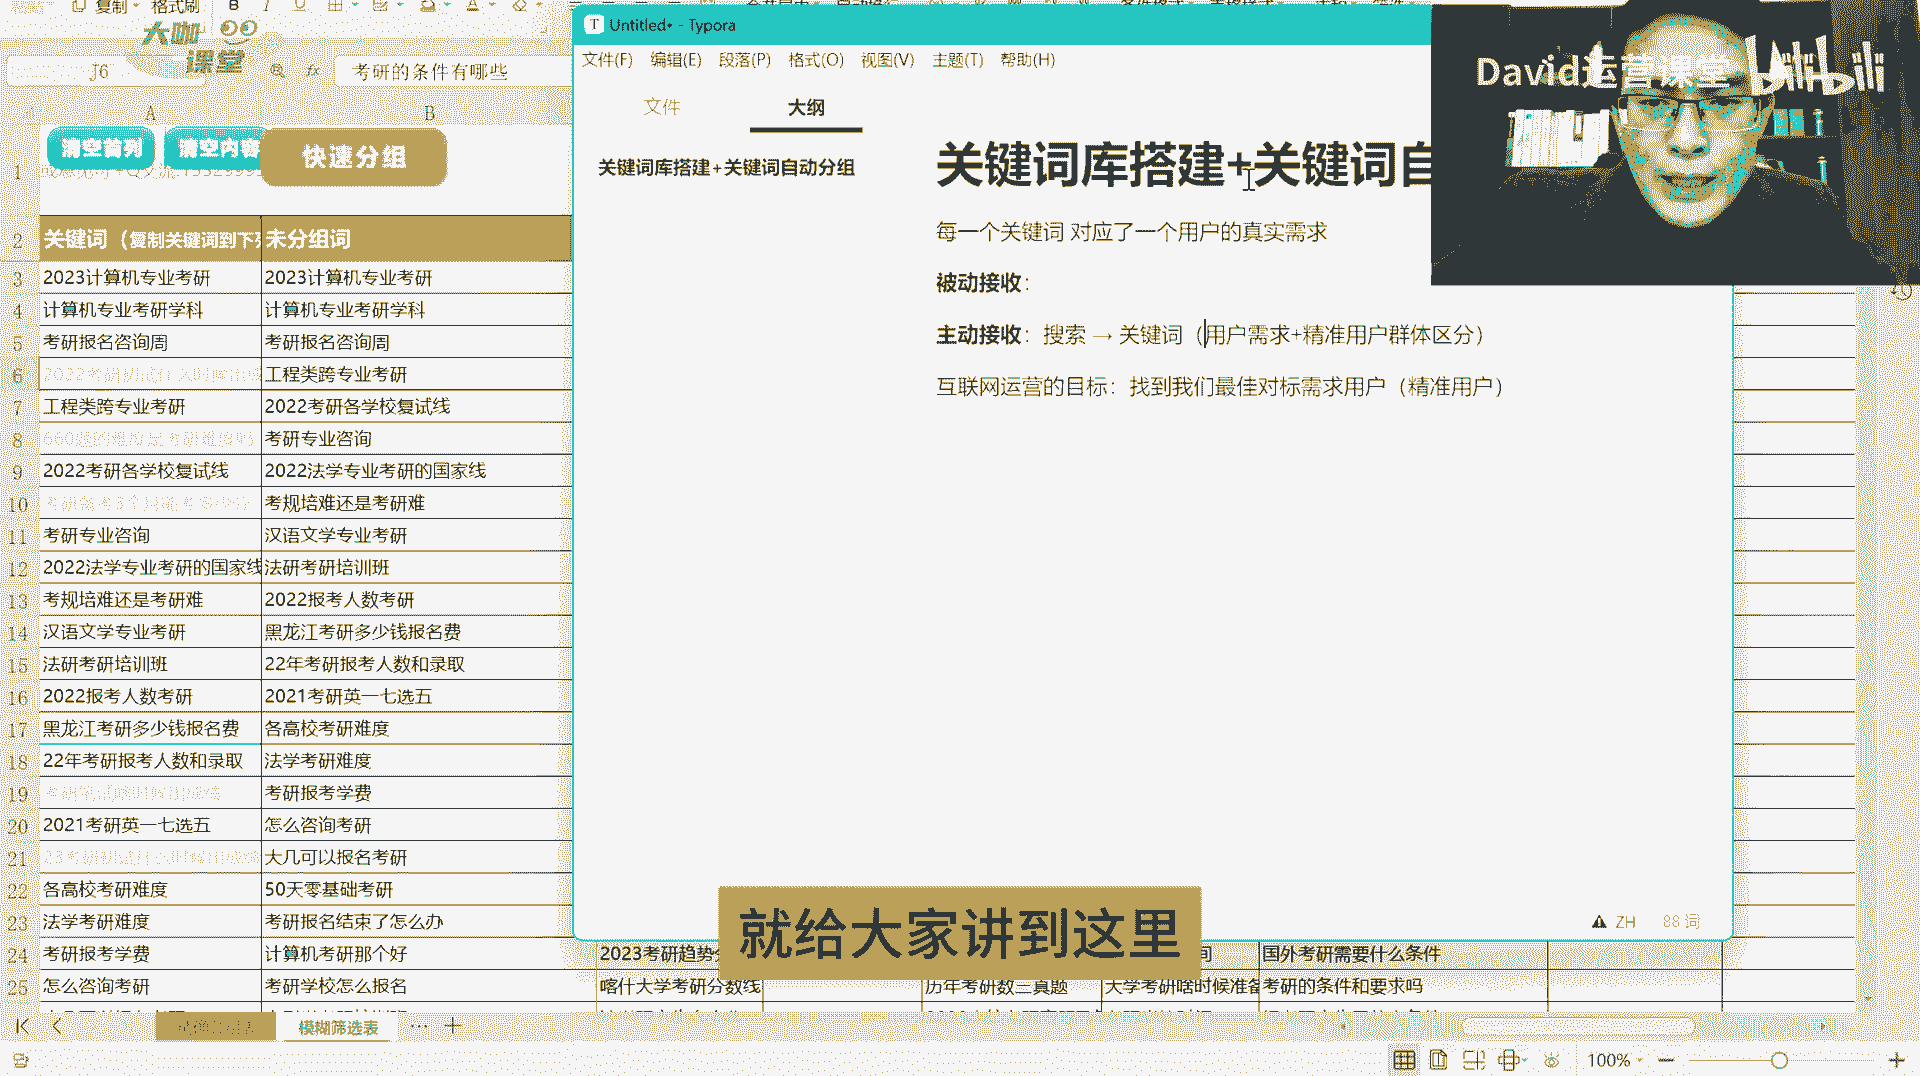 复制
格式刷
大咖
课堂
J6
fx
考研的条件有哪些
A
B
清空首列
清空内容
快速分组
关键词（复制关键词到下列
未分组词
1
2
3
2023计算机专业考研
2023计算机专业考研
4
计算机专业考研学科
计算机专业考研学科
5
考研报名咨询周
考研报名咨询周
6
工程类跨专业考研
7
工程类跨专业考研
2022考研各学校复试线
8
考研专业咨询
9
2022考研各学校复试线
2022法学专业考研的国家线
10
考规培难还是考研难
11
考研专业咨询
汉语文学专业考研
12
2022法学专业考研的国家线
法研考研培训班
13
考规培难还是考研难
2022报考人数考研
14
汉语文学专业考研
黑龙江考研多少钱报名费
15
法研考研培训班
22年考研报考人数和录取
16
2022报考人数考研
2021考研英一七选五
17
黑龙江考研多少钱报名费
各高校考研难度
18
22年考研报考人数和录取
法学考研难度
19
考研报考学费
20
2021考研英一七选五
怎么咨询考研
21
大几可以报名考研
22
各高校考研难度
50天零基础考研
23
法学考研难度
考研报名结束了怎么办
24
考研报考学费
计算机考研那个好
2023考研趋势
国外考研需要什么条件
25
怎么咨询考研
考研学校怎么报名
喀什大学考研分数线
历年考研数三真题
大学考研啥时候准备
考研的条件和要求吗
模糊筛选表
100%
Untitled• - Typora
文件(F) 编辑(E) 段落(P) 格式(O) 视图(V) 主题(T) 帮助(H)
文件
大纲
关键词库搭建+关键词自动分组
关键词库搭建+关键词自
每一个关键词 对应了一个用户的真实需求
被动接收：
主动接收：搜索 → 关键词（用户需求+精准用户群体区分）
互联网运营的目标：找到我们最佳对标需求用户（精准用户）
ZH
88 词
David运营课堂
bilibili
就给大家讲到这里